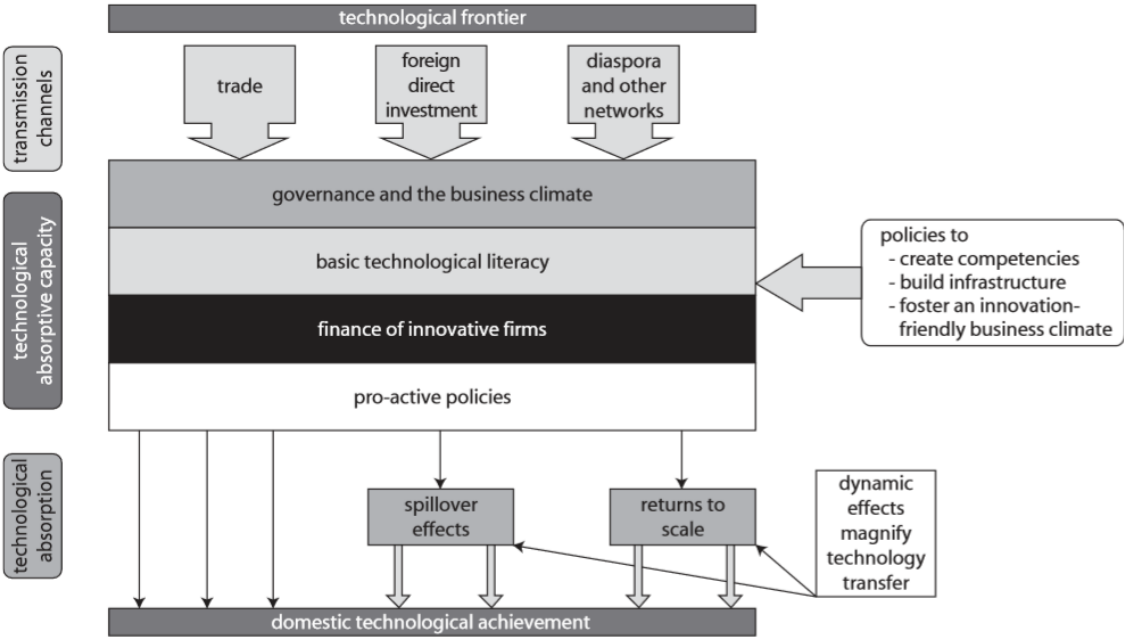 technological frontier
transmission
channels
trade
foreign
direct
investment
diaspora
and other
networks
technological
absorptive capacity
governance and the business climate
basic technological literacy
finance of innovative firms
pro-active policies
policies to
- create competencies
- build infrastructure
- foster an innovation-
friendly business climate
technological
absorption
spillover
effects
returns to
scale
dynamic
effects
magnify
technology
transfer
domestic technological achievement